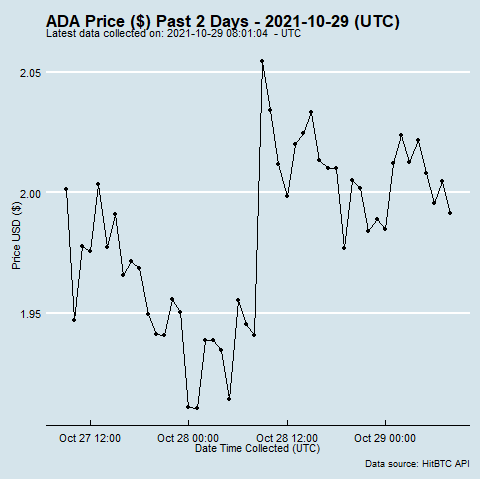 ADA Price ($) Past 2 Days - 2021-10-29 (UTC)
Latest data collected on: 2021-10-29 08:01:04 - UTC
2.05
2.00
1.95
Price USD ($)
Oct 27 12:00 Oct 28 00:00 Oct 28 12:00 Oct 29 00:00
Date Time Collected (UTC)
Data source: HitBTC API